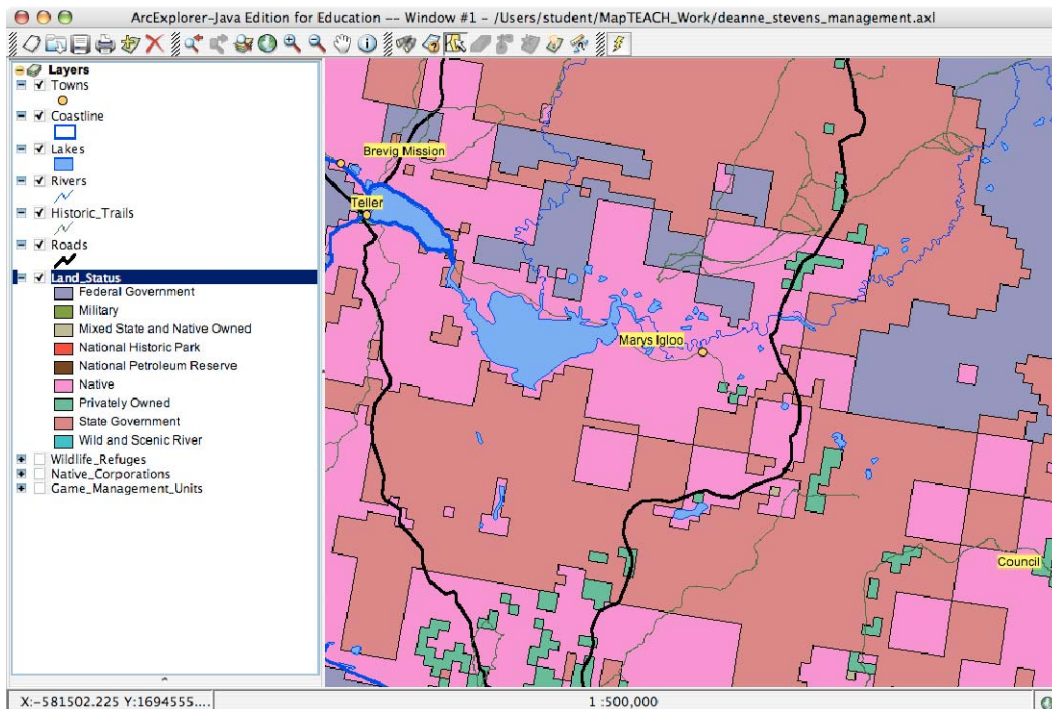 ArcExplorer-Java Edition for Education -- Window #1 - /Users/student/MapTEACH_Work/deanne_stevens_management.axl
Layers
Towns
Coastline
Lakes
Rivers
Historic_Trails
Roads
Land_Status
Federal Government
Military
Mixed State and Native Owned
National Historic Park
National Petroleum Reserve
Native
Privately Owned
State Government
Wild and Scenic River
Wildlife_Refuges
Native_Corporations
Game_Management_Units
Brevig Mission
Teller
Marys Igloo
Council
X:-581502.225 Y:1694555....
1 :500,000